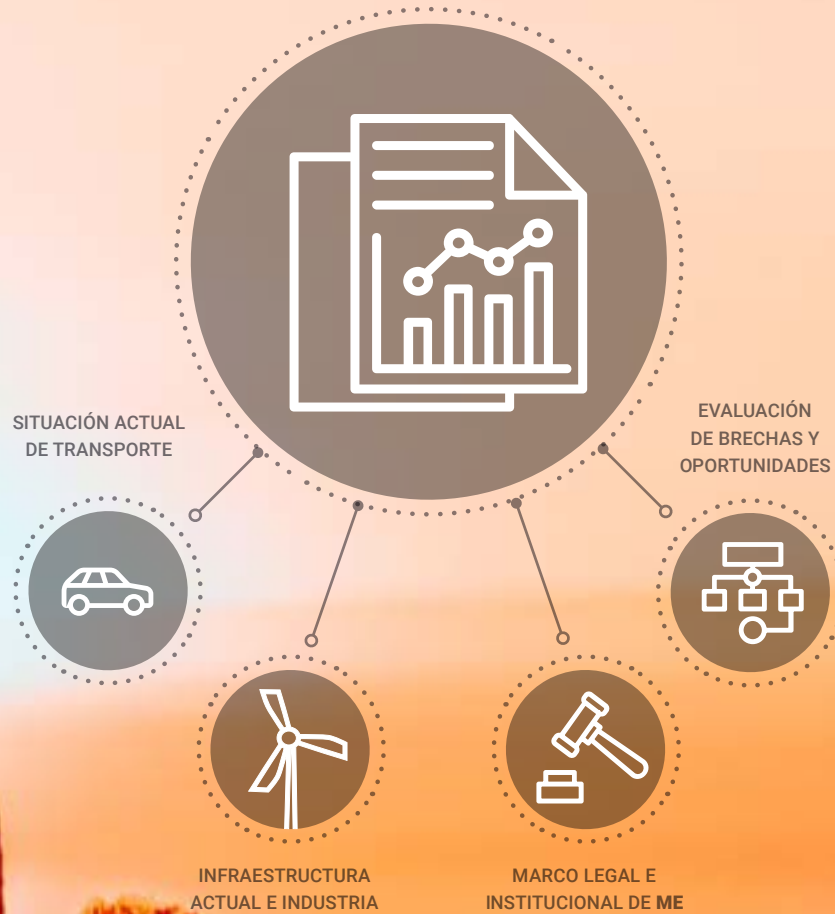 SITUACIÓN ACTUAL
DE TRANSPORTE
EVALUACIÓN
DE BRECHAS Y
OPORTUNIDADES
INFRAESTRUCTURA
ACTUAL E INDUSTRIA
MARCO LEGAL E
INSTITUCIONAL DE ME